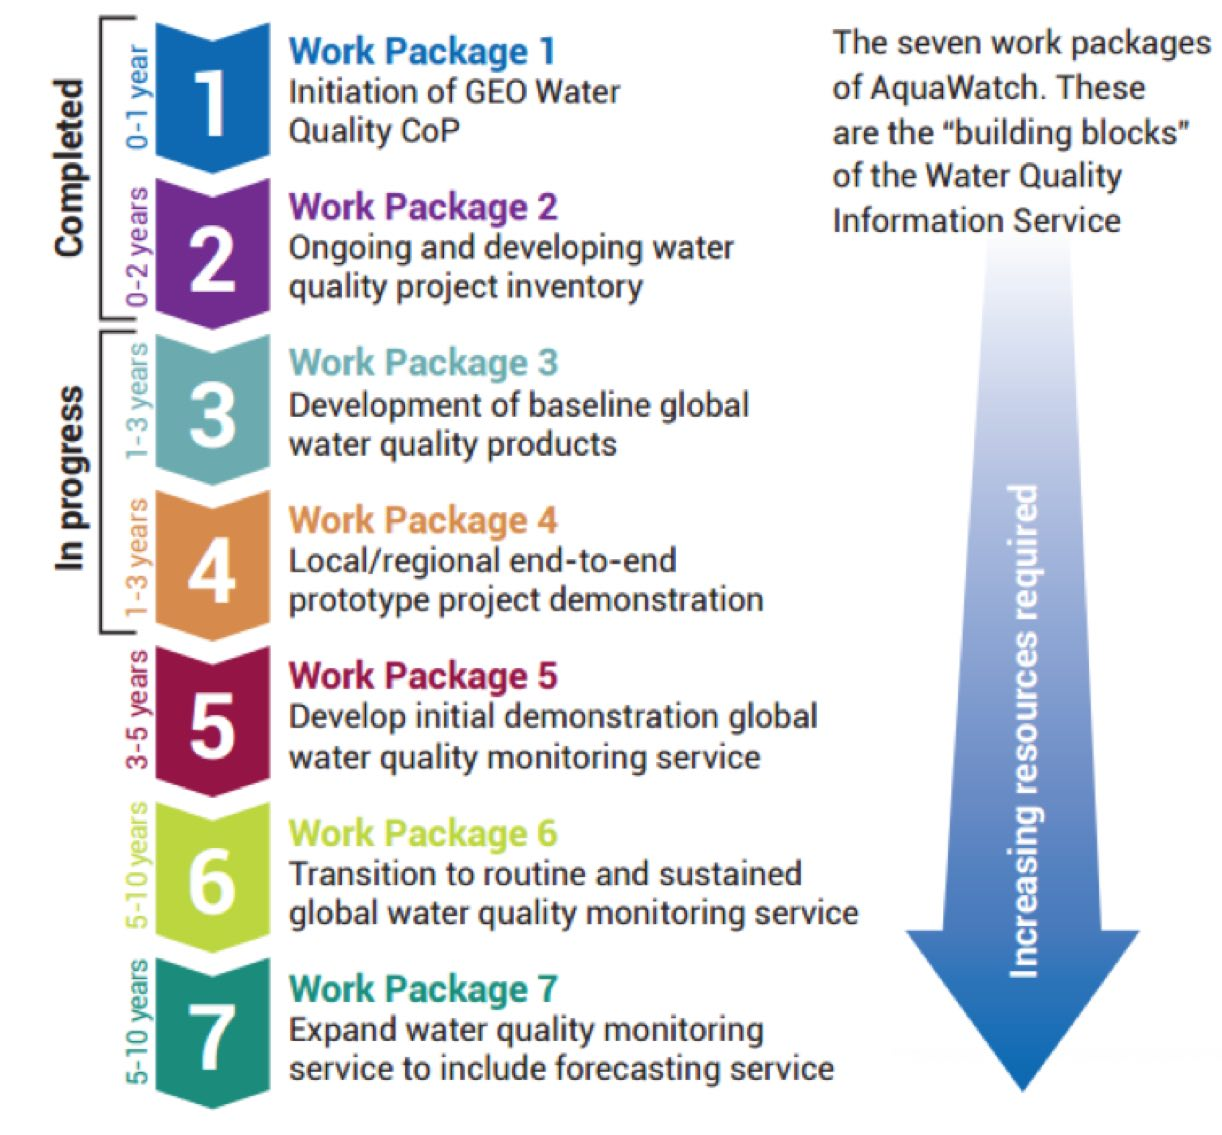 Completed
0-1 year
1
Work Package 1
Initiation of GEO Water
Quality CoP
0-2 years
2
Work Package 2
Ongoing and developing water
quality project inventory
In progress
1-3 years
3
Work Package 3
Development of baseline global
water quality products
1-3 years
4
Work Package 4
Local/regional end-to-end
prototype project demonstration
3-5 years
5
Work Package 5
Develop initial demonstration global
water quality monitoring service
5-10 years
6
Work Package 6
Transition to routine and sustained
global water quality monitoring service
5-10 years
7
Work Package 7
Expand water quality monitoring
service to include forecasting service
The seven work packages
of AquaWatch. These
are the “building blocks”
of the Water Quality
Information Service
Increasing resources required